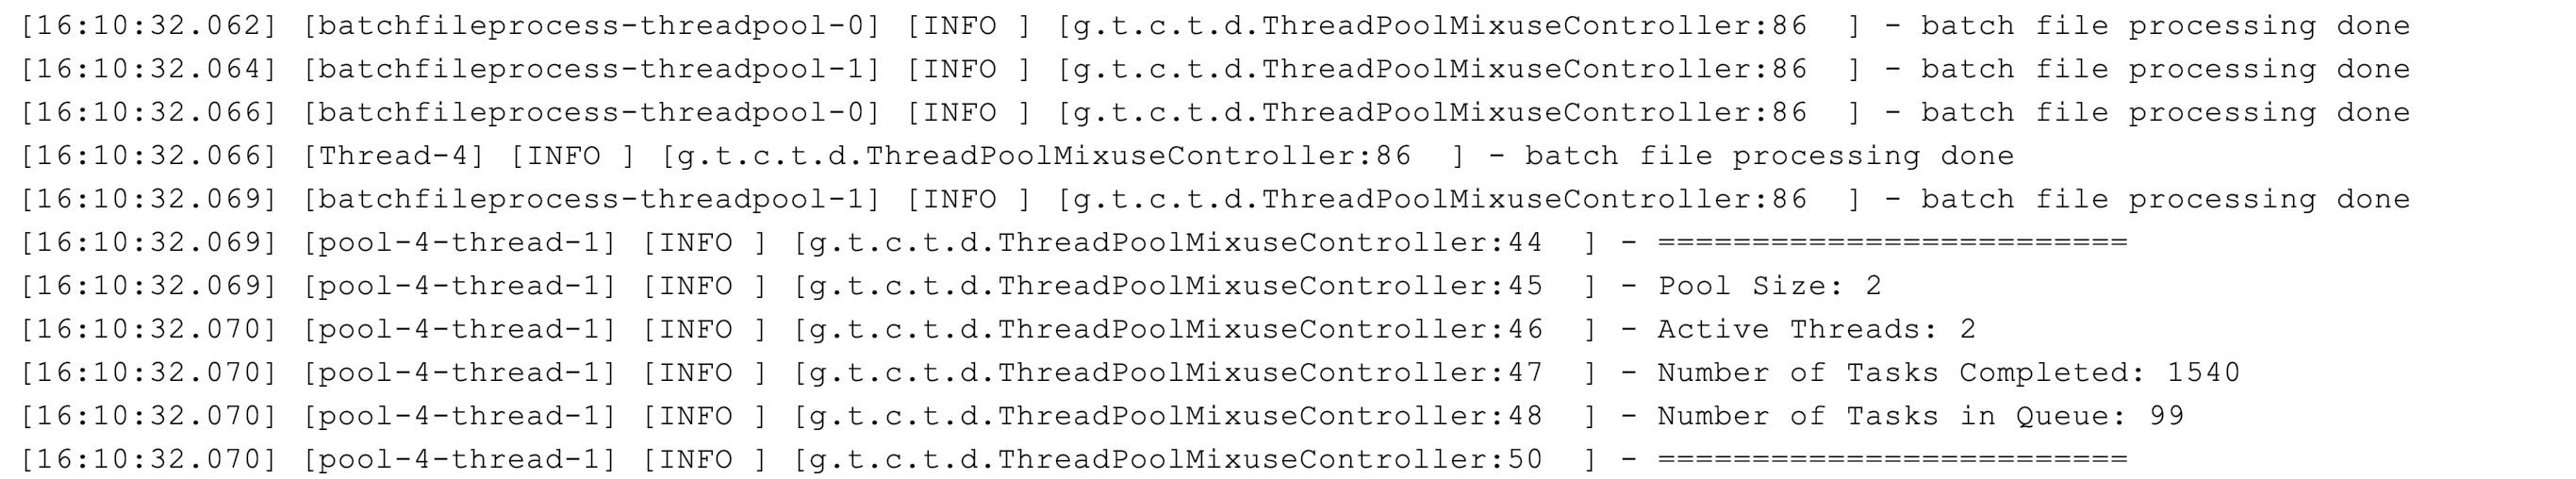 [16:10:32.062] [batchfileprocess-threadpool-0] [INFO ] [g.t.c.t.d.ThreadPoolMixuseController:86  ] - batch file processing done
[16:10:32.064] [batchfileprocess-threadpool-1] [INFO ] [g.t.c.t.d.ThreadPoolMixuseController:86  ] - batch file processing done
[16:10:32.066] [batchfileprocess-threadpool-0] [INFO ] [g.t.c.t.d.ThreadPoolMixuseController:86  ] - batch file processing done
[16:10:32.066] [Thread-4] [INFO ] [g.t.c.t.d.ThreadPoolMixuseController:86  ] - batch file processing done
[16:10:32.069] [batchfileprocess-threadpool-1] [INFO ] [g.t.c.t.d.ThreadPoolMixuseController:86  ] - batch file processing done
[16:10:32.069] [pool-4-thread-1] [INFO ] [g.t.c.t.d.ThreadPoolMixuseController:44  ] - =========================
[16:10:32.069] [pool-4-thread-1] [INFO ] [g.t.c.t.d.ThreadPoolMixuseController:45  ] - Pool Size: 2
[16:10:32.070] [pool-4-thread-1] [INFO ] [g.t.c.t.d.ThreadPoolMixuseController:46  ] - Active Threads: 2
[16:10:32.070] [pool-4-thread-1] [INFO ] [g.t.c.t.d.ThreadPoolMixuseController:47  ] - Number of Tasks Completed: 1540
[16:10:32.070] [pool-4-thread-1] [INFO ] [g.t.c.t.d.ThreadPoolMixuseController:48  ] - Number of Tasks in Queue: 99
[16:10:32.070] [pool-4-thread-1] [INFO ] [g.t.c.t.d.ThreadPoolMixuseController:50  ] - =========================